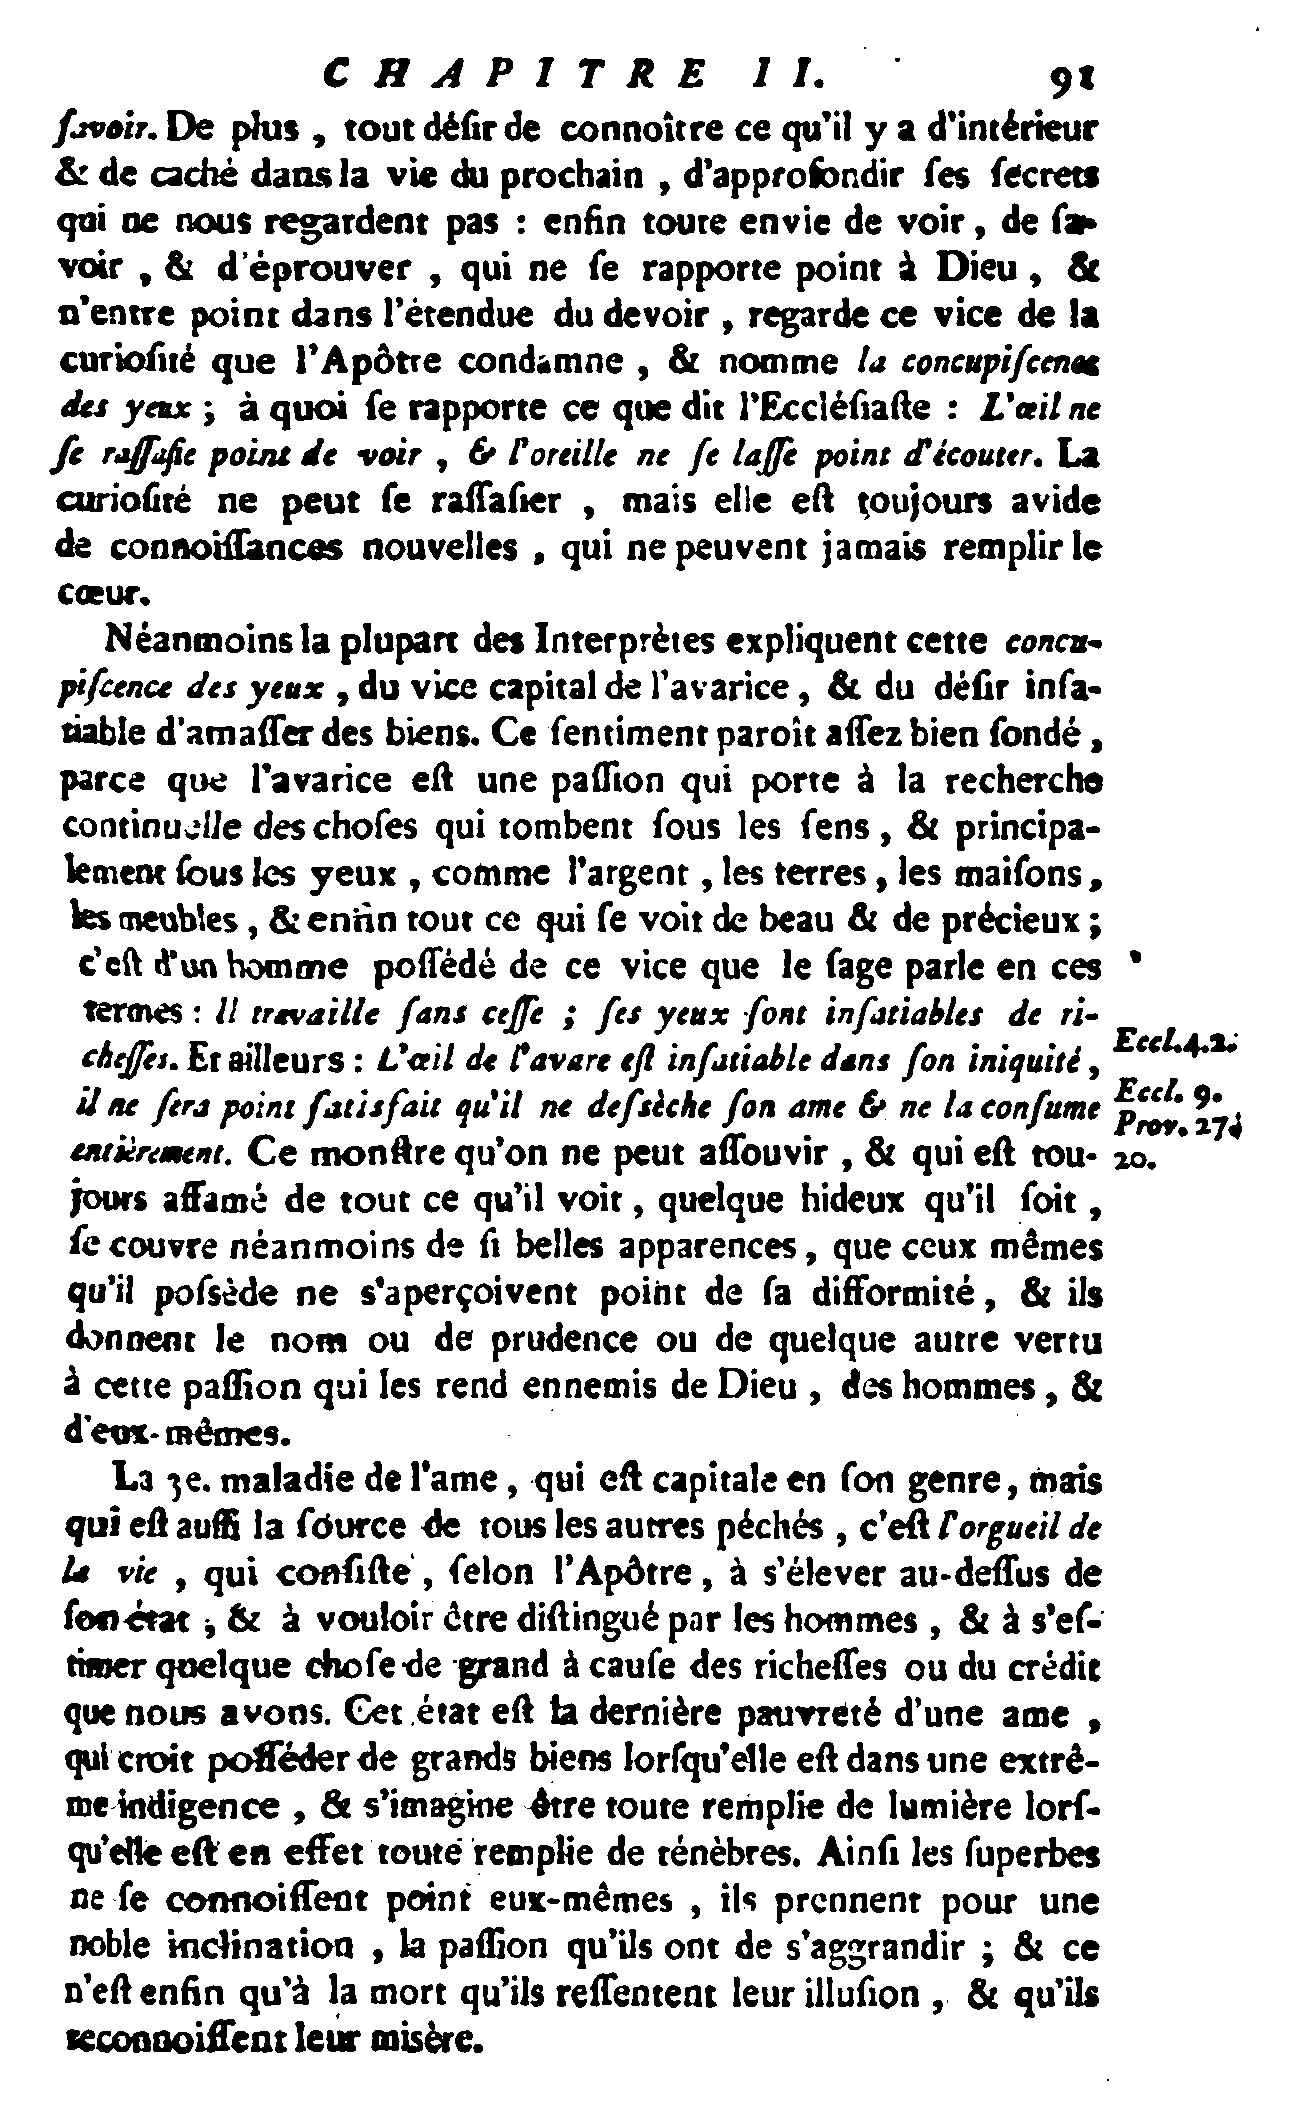 CHAPITRE II. 91
ſavoir. De plus, tout déſir de connoître ce qu'il y a d'intérieur
& de caché dans la vie du prochain, d'approfondir ſes ſecrets
qui ne nous regardent pas : enfin toute envie de voir, de ſa-
voir, & d'éprouver, qui ne ſe rapporte point à Dieu, &
n'entre point dans l'étendue du devoir, regarde ce vice de la
curioſité que l'Apôtre condamne, & nomme la concupiſcence
des yeux ; à quoi ſe rapporte ce que dit l'Eccléſiaſte : L'œil ne
ſe raſſaſie point de voir, & l'oreille ne ſe laſſe point d'écouter. La
curioſité ne peut ſe raſſaſier, mais elle eſt toujours avide
de connoiſſances nouvelles, qui ne peuvent jamais remplir le
cœur.
Néanmoins la plupart des Interprètes expliquent cette concu-
piſcence des yeux, du vice capital de l'avarice, & du déſir inſa-
tiable d'amaſſer des biens. Ce ſentiment paroît aſſez bien fondé,
parce que l'avarice eſt une paſſion qui porte à la recherche
continuelle des choſes qui tombent ſous les ſens, & principa-
lement ſous les yeux, comme l'argent, les terres, les maiſons,
les meubles, & enfin tout ce qui ſe voit de beau & de précieux ;
c'eſt d'un homme poſſédé de ce vice que le ſage parle en ces
termes : Il travaille ſans ceſſe ; ſes yeux ſont inſatiables de ri-
cheſſes. Et ailleurs : L'œil de l'avare eſt inſatiable dans ſon iniquité,
Eccl. 4. 2.
il ne ſera point ſatisfait qu'il ne deſsèche ſon ame & ne la conſume
Eccl. 9.
Prov. 27.
entièrement. Ce monſtre qu'on ne peut aſſouvir, & qui eſt tou-
20.
jours affamé de tout ce qu'il voit, quelque hideux qu'il ſoit,
ſe couvre néanmoins de ſi belles apparences, que ceux mêmes
qu'il poſsède ne s'aperçoivent point de ſa difformité, & ils
donnent le nom ou de prudence ou de quelque autre vertu
à cette paſſion qui les rend ennemis de Dieu, des hommes, &
d'eux-mêmes.
La 3e. maladie de l'ame, qui eſt capitale en ſon genre, mais
qui eſt auſſi la ſource de tous les autres péchés, c'eſt l'orgueil de
la vie, qui conſiſte, ſelon l'Apôtre, à s'élever au-deſſus de
ſon état ; & à vouloir être diſtingué par les hommes, & à s'eſ-
timer quelque choſe de grand à cauſe des richeſſes ou du crédit
que nous avons. Cet état eſt la dernière pauvreté d'une ame,
qui croit poſſéder de grands biens lorſqu'elle eſt dans une extrê-
me indigence, & s'imagine être toute remplie de lumière lorſ-
qu'elle eſt en effet toute remplie de ténèbres. Ainſi les ſuperbes
ne ſe connoiſſent point eux-mêmes, ils prennent pour une
noble inclination, la paſſion qu'ils ont de s'aggrandir ; & ce
n'eſt enfin qu'à la mort qu'ils reſſentent leur illuſion, & qu'ils
reconnoiſſent leur misère.